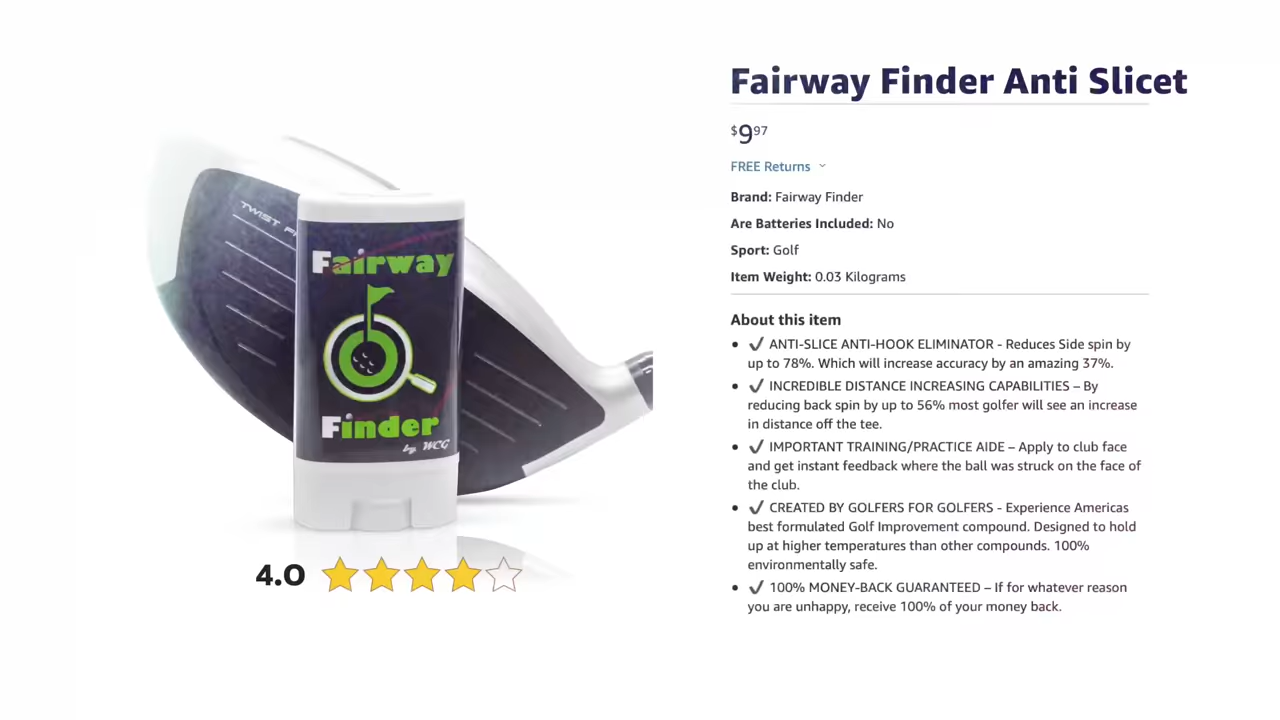 Fairway Finder Anti Slicet
$9 97
FREE Returns
Brand: Fairway Finder
Are Batteries Included: No
Sport: Golf
Item Weight: 0.03 Kilograms
About this item
• ✔ ANTI-SLICE ANTI-HOOK ELIMINATOR - Reduces Side spin by
up to 78%. Which will increase accuracy by an amazing 37%.
• ✔ INCREDIBLE DISTANCE INCREASING CAPABILITIES – By
reducing back spin by up to 56% most golfer will see an increase
in distance off the tee.
• ✔ IMPORTANT TRAINING/PRACTICE AIDE – Apply to club face
and get instant feedback where the ball was struck on the face of
the club.
• ✔ CREATED BY GOLFERS FOR GOLFERS - Experience Americas
best formulated Golf Improvement compound. Designed to hold
up at higher temperatures than other compounds. 100%
environmentally safe.
• ✔ 100% MONEY-BACK GUARANTEED – If for whatever reason
you are unhappy, receive 100% of your money back.
TWIST
Fairway
Finder
by WCG
4.0